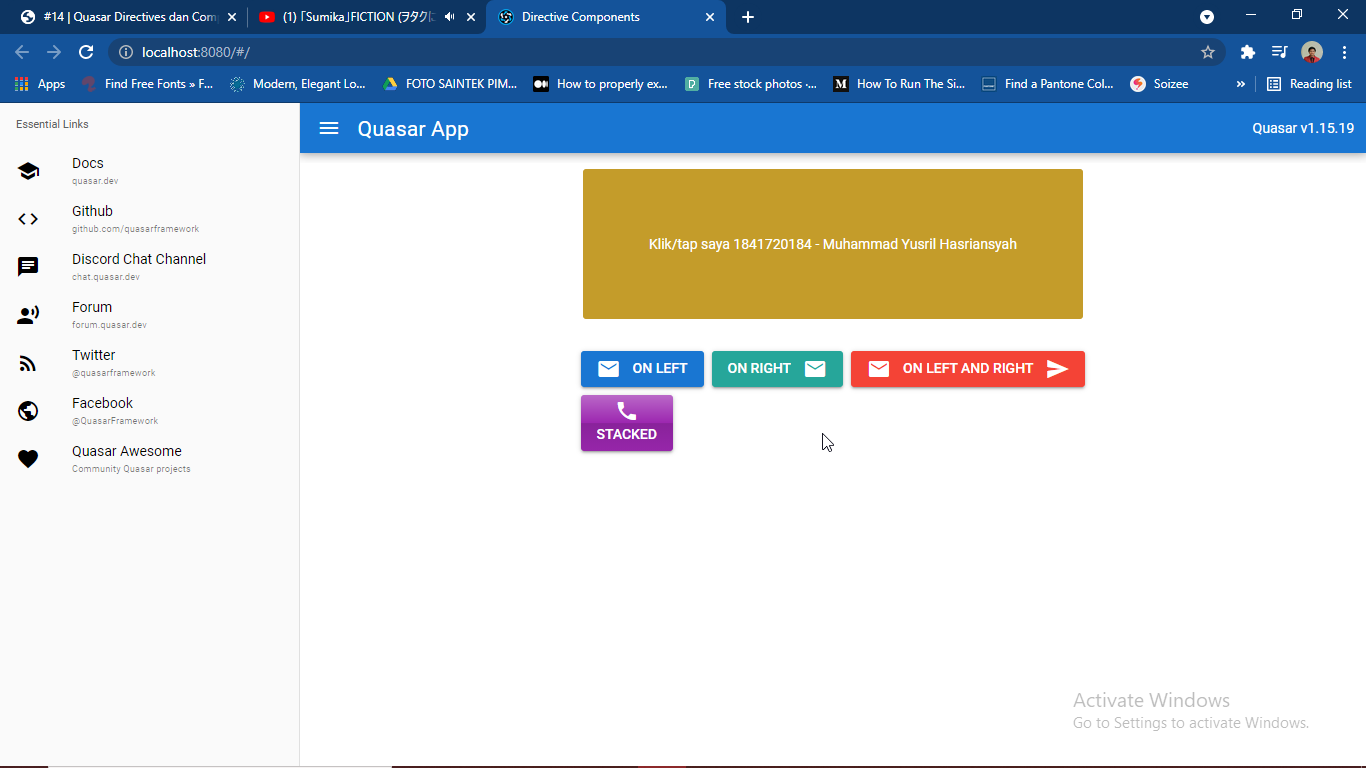 #14 | Quasar Directives dan Com
(1) 「Sumika」FICTION (ヲタクに
Directive Components
localhost:8080/#/
Apps
Find Free Fonts » F...
Modern, Elegant Lo...
FOTO SAINTEK PIM...
How to properly ex...
Free stock photos ·...
How To Run The Si...
Find a Pantone Col...
Soizee
»
Reading list
Essential Links
Docs
quasar.dev
Github
github.com/quasarframework
Discord Chat Channel
chat.quasar.dev
Forum
forum.quasar.dev
Twitter
@quasarframework
Facebook
@QuasarFramework
Quasar Awesome
Community Quasar projects
Quasar App
Quasar v1.15.19
Klik/tap saya 1841720184 - Muhammad Yusril Hasriansyah
ON LEFT
ON RIGHT
ON LEFT AND RIGHT
STACKED
Activate Windows
Go to Settings to activate Windows.